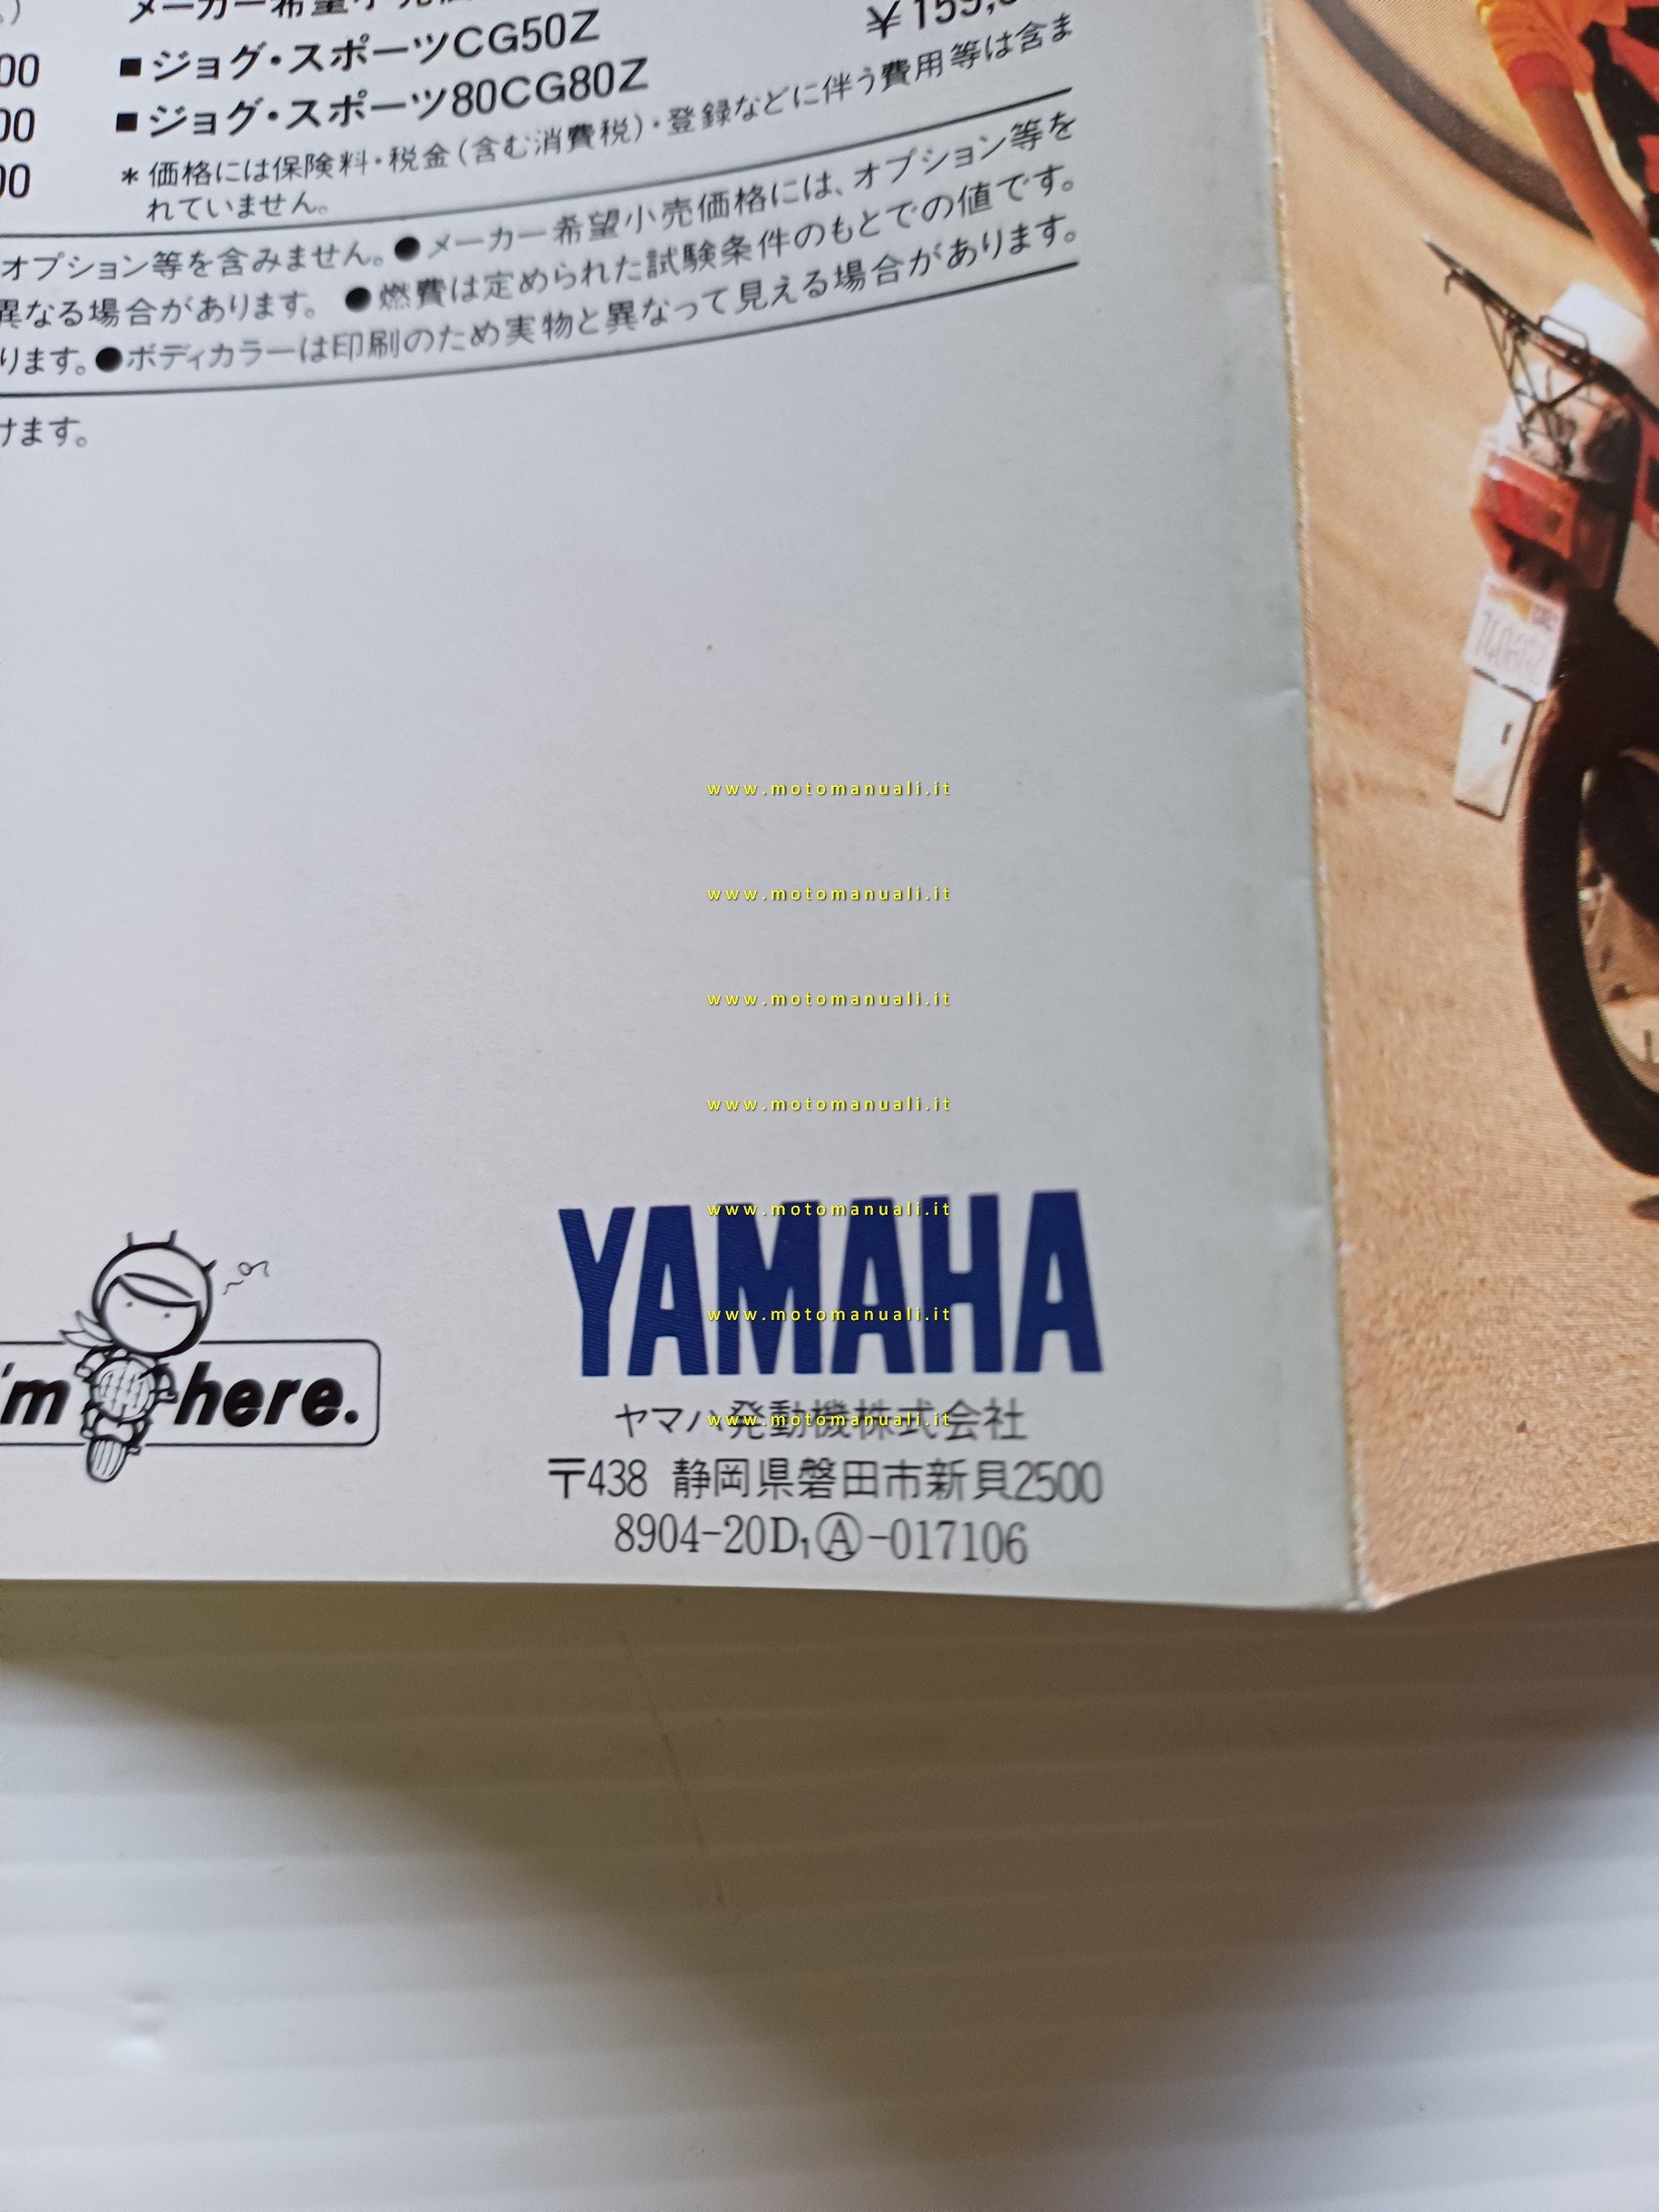 メーカー希望小売価
¥159,
00
■ジョグ・スポーツCG50Z
00
■ジョグ・スポーツ80CG80Z
00
＊価格には保険料・税金(含む消費税)・登録などに伴う費用等は含ま
れていません。
オプション等を含みません。●メーカー希望小売価格には、オプション等を
異なる場合があります。●燃費は定められた試験条件のもとでの値です。
ります。●ボディカラーは印刷のため実物と異なって見える場合があります。
けます。
www.motomanuali.it
www.motomanuali.it
www.motomanuali.it
www.motomanuali.it
www.motomanuali.it
YAMAHA
www.motomanuali.it
'm here.
ヤマハ発動機株式会社
www.motomanuali.it
〒438 静岡県磐田市新貝2500
8904-20D₁Ⓐ-017106